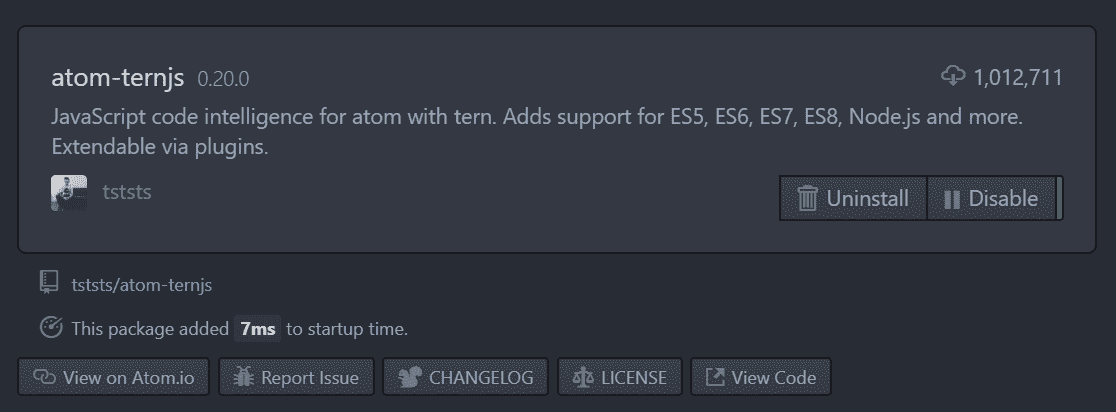 atom-ternjs 0.20.0 1,012,711
JavaScript code intelligence for atom with tern. Adds support for ES5, ES6, ES7, ES8, Node.js and more.
Extendable via plugins.
tststs Uninstall Disable
tststs/atom-ternjs
This package added 7ms to startup time.
View on Atom.io Report Issue CHANGELOG LICENSE View Code